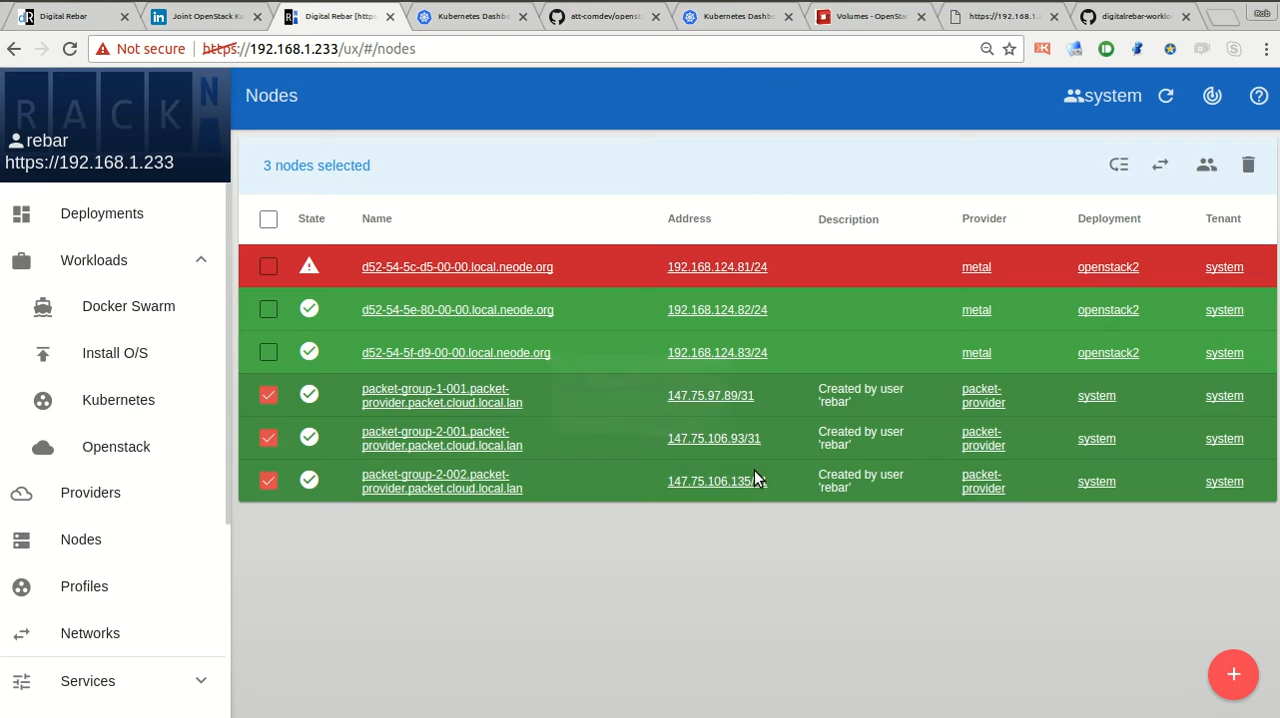 Digital Rebar
Joint OpenStack Ku
Digital Rebar [https
Kubernetes Dashbo
att-comdev/openst
Kubernetes Dashbo
Volumes - OpenSta
https://192.168.1.
digitalrebar-worklo
Rob
Not secure
https://192.168.1.233/ux/#/nodes
RACKN
rebar
https://192.168.1.233
Nodes
system
Deployments
Workloads
Docker Swarm
Install O/S
Kubernetes
Openstack
Providers
Nodes
Profiles
Networks
Services
3 nodes selected
State Name Address Description Provider Deployment Tenant
d52-54-5c-d5-00-00.local.neode.org 192.168.124.81/24 metal openstack2 system
d52-54-5e-80-00-00.local.neode.org 192.168.124.82/24 metal openstack2 system
d52-54-5f-d9-00-00.local.neode.org 192.168.124.83/24 metal openstack2 system
packet-group-1-001.packet-
provider.packet.cloud.local.lan
147.75.97.89/31
Created by user
'rebar'
packet-
provider
system
system
packet-group-2-001.packet-
provider.packet.cloud.local.lan
147.75.106.93/31
Created by user
'rebar'
packet-
provider
system
system
packet-group-2-002.packet-
provider.packet.cloud.local.lan
147.75.106.135/
Created by user
'rebar'
packet-
provider
system
system